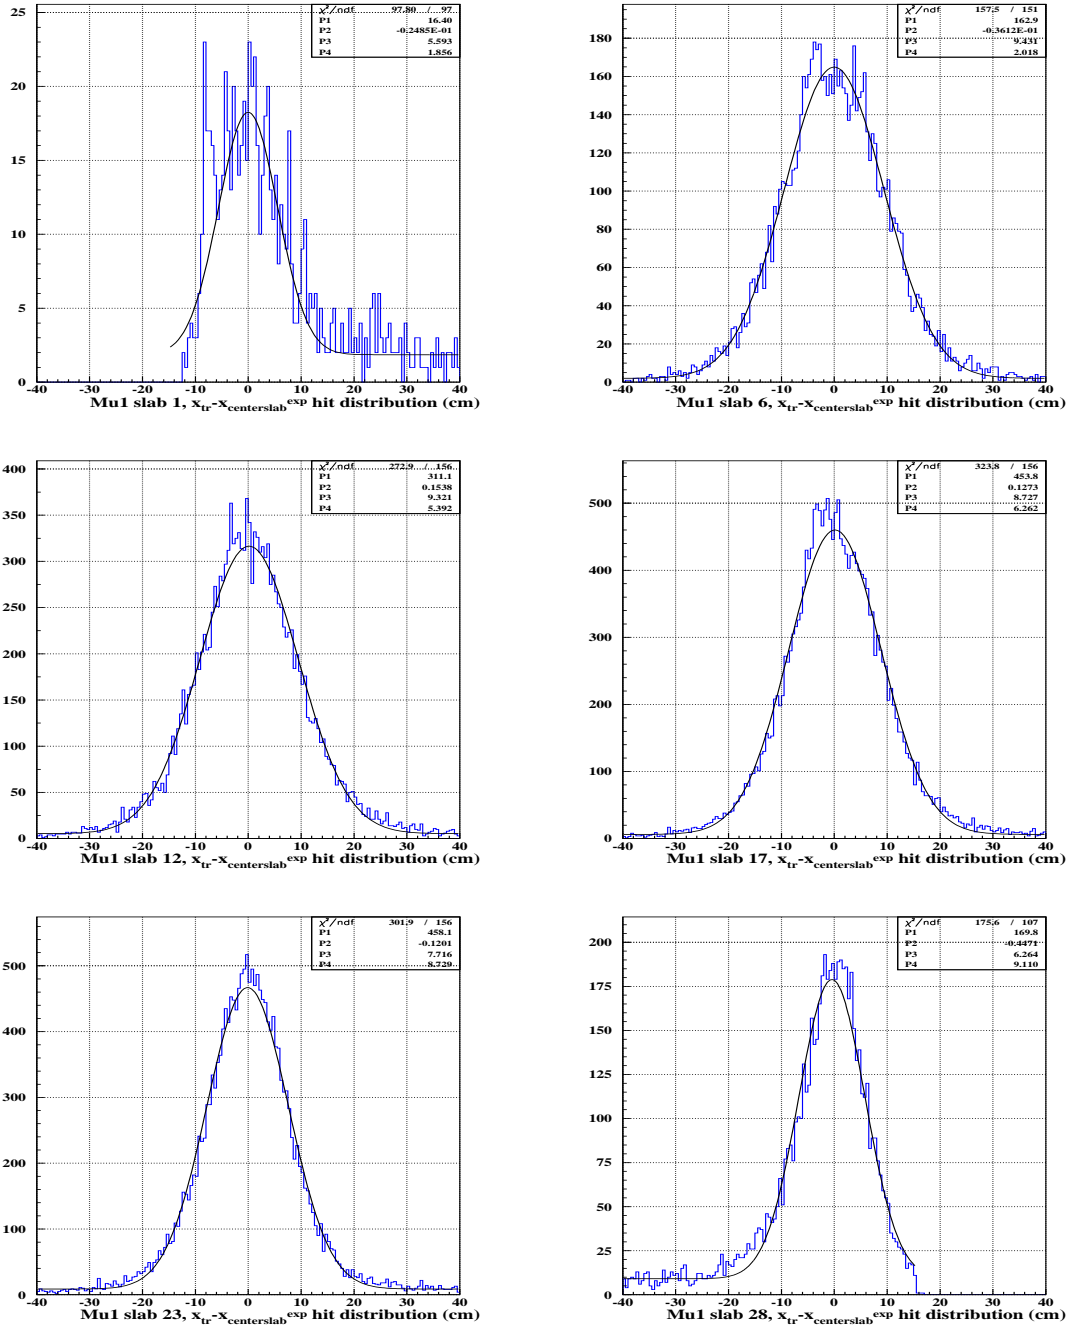 χ²/ndf 97.80 / 97
P1 16.40
P2 -0.2485E-01
P3 5.593
P4 1.856
25
20
15
10
5
0
-40 -30 -20 -10 0 10 20 30 40
Mu1 slab 1, xtr-xcenterslab^exp hit distribution (cm)
χ²/ndf 157.5 / 151
P1 162.9
P2 -0.3612E-01
P3 9.431
P4 2.018
180
160
140
120
100
80
60
40
20
0
-40 -30 -20 -10 0 10 20 30 40
Mu1 slab 6, xtr-xcenterslab^exp hit distribution (cm)
χ²/ndf 272.9 / 156
P1 311.1
P2 0.1538
P3 9.321
P4 5.392
400
350
300
250
200
150
100
50
0
-40 -30 -20 -10 0 10 20 30 40
Mu1 slab 12, xtr-xcenterslab^exp hit distribution (cm)
χ²/ndf 323.8 / 156
P1 453.8
P2 0.1273
P3 8.727
P4 6.262
500
400
300
200
100
0
-40 -30 -20 -10 0 10 20 30 40
Mu1 slab 17, xtr-xcenterslab^exp hit distribution (cm)
χ²/ndf 301.9 / 156
P1 458.1
P2 -0.1201
P3 7.716
P4 8.729
500
400
300
200
100
0
-40 -30 -20 -10 0 10 20 30 40
Mu1 slab 23, xtr-xcenterslab^exp hit distribution (cm)
χ²/ndf 175.6 / 107
P1 169.8
P2 -0.4471
P3 6.264
P4 9.110
200
175
150
125
100
75
50
25
0
-40 -30 -20 -10 0 10 20 30 40
Mu1 slab 28, xtr-xcenterslab^exp hit distribution (cm)